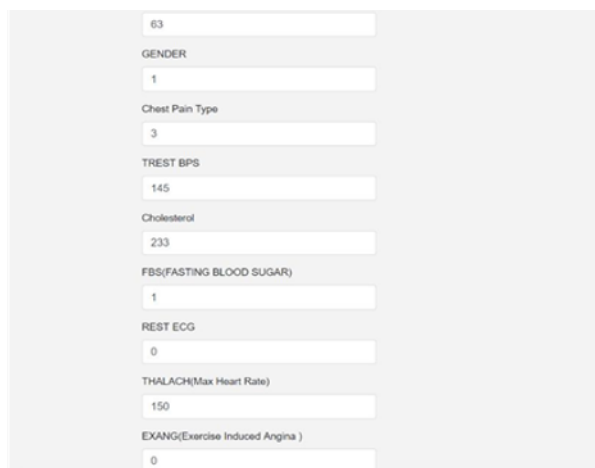 63
GENDER
1
Chest Pain Type
3
TREST BPS
145
Cholesterol
233
FBS(FASTING BLOOD SUGAR)
1
REST ECG
0
THALACH(Max Heart Rate)
150
EXANG(Exercise Induced Angina )
0